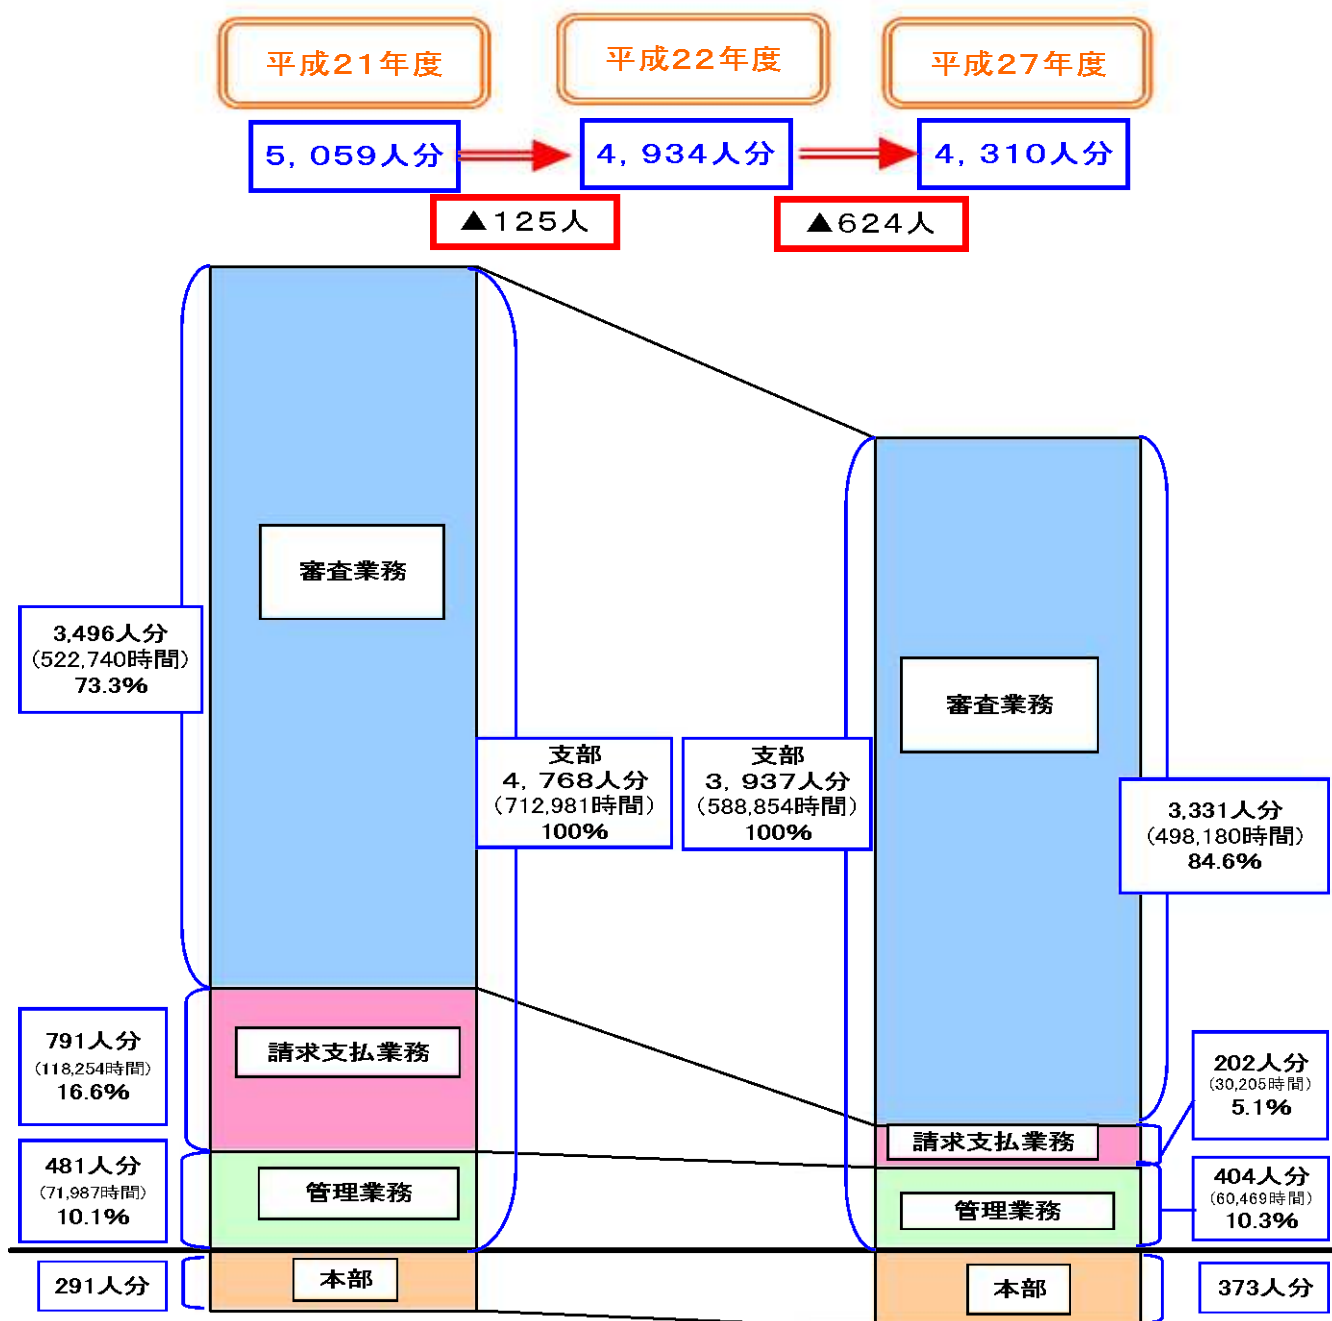 平成21年度
平成22年度
平成27年度
5,059人分
4,934人分
4,310人分
▲125人
▲624人
審査業務
3,496人分
(522,740時間)
73.3%
審査業務
支部
4,768人分
(712,981時間)
100%
支部
3,937人分
(588,854時間)
100%
3,331人分
(498,180時間)
84.6%
791人分
(118,254時間)
16.6%
請求支払業務
202人分
(30,205時間)
5.1%
請求支払業務
481人分
(71,987時間)
10.1%
管理業務
404人分
(60,469時間)
10.3%
管理業務
291人分
本部
本部
373人分